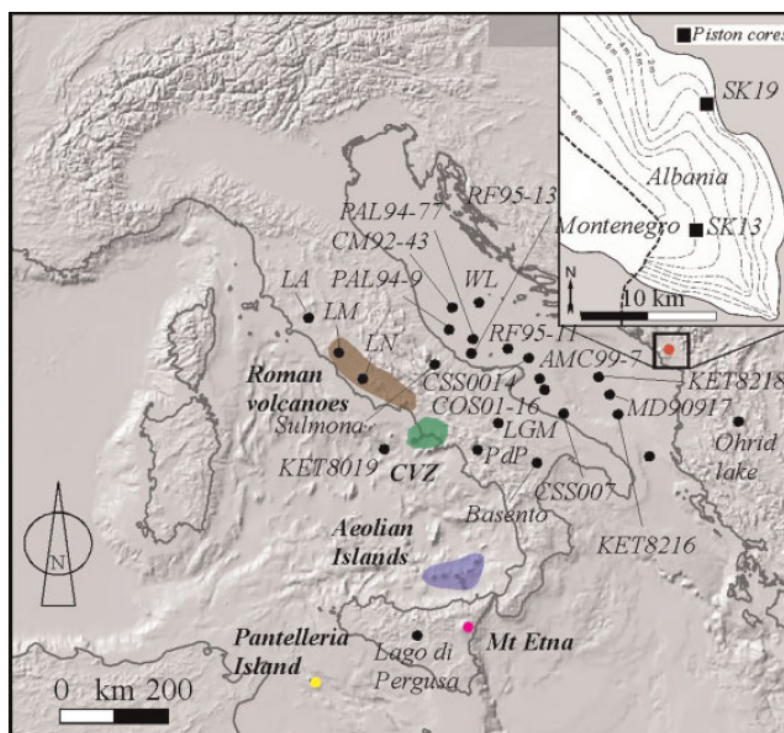 Piston cores
SK19
Albania
Montenegro
SK13
N
10 km
RF95-13
PAL94-77
CM92-43
PAL94-9
WL
LA
LM
LN
RF95-11
AMC99-7
Roman
volcanoes
CSS0014
KET8218
COS01-16
MD90917
Sulmona
LGM
Ohrid
lake
KET8019
CVZ
PdP
CSS007
Basento
KET8216
Aeolian
Islands
N
Pantelleria
Island
Mt Etna
Lago di
Pergusa
0 km 200